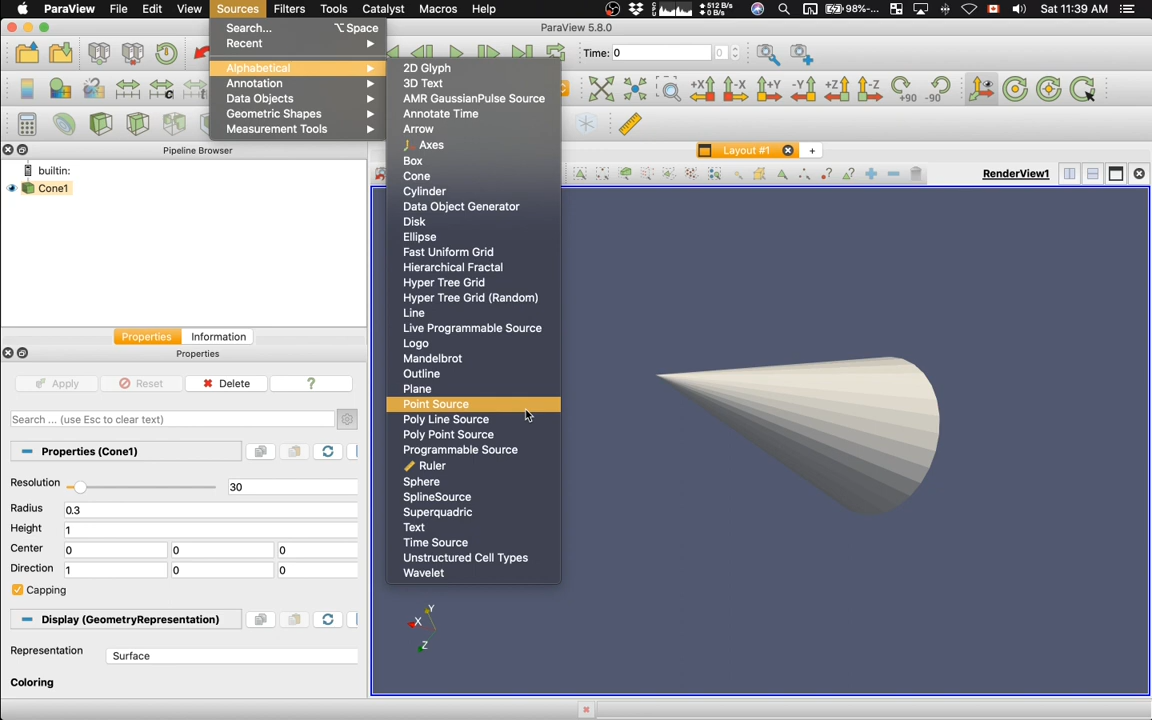 ParaView File Edit View Sources Filters Tools Catalyst Macros Help 98%... Sat 11:39 AM
ParaView 5.8.0
Search... ⌥ Space
Recent
Time: 0 0
Alphabetical
Annotation
Data Objects
Geometric Shapes
Measurement Tools
2D Glyph
3D Text
AMR GaussianPulse Source
Annotate Time
Arrow
Axes
Box
Cone
Cylinder
Data Object Generator
Disk
Ellipse
Fast Uniform Grid
Hierarchical Fractal
Hyper Tree Grid
Hyper Tree Grid (Random)
Line
Live Programmable Source
Logo
Mandelbrot
Outline
Plane
Point Source
Poly Line Source
Poly Point Source
Programmable Source
Ruler
Sphere
SplineSource
Superquadric
Text
Time Source
Unstructured Cell Types
Wavelet
+X -X +Y -Y +Z -Z +90 -90
Pipeline Browser
builtin:
Cone1
Layout #1 +
RenderView1
Properties Information
Properties
Apply Reset Delete ?
Search ... (use Esc to clear text)
Properties (Cone1)
Resolution 30
Radius 0.3
Height 1
Center 0 0 0
Direction 1 0 0
Capping
Display (GeometryRepresentation)
Representation Surface
Coloring
Y
X
Z